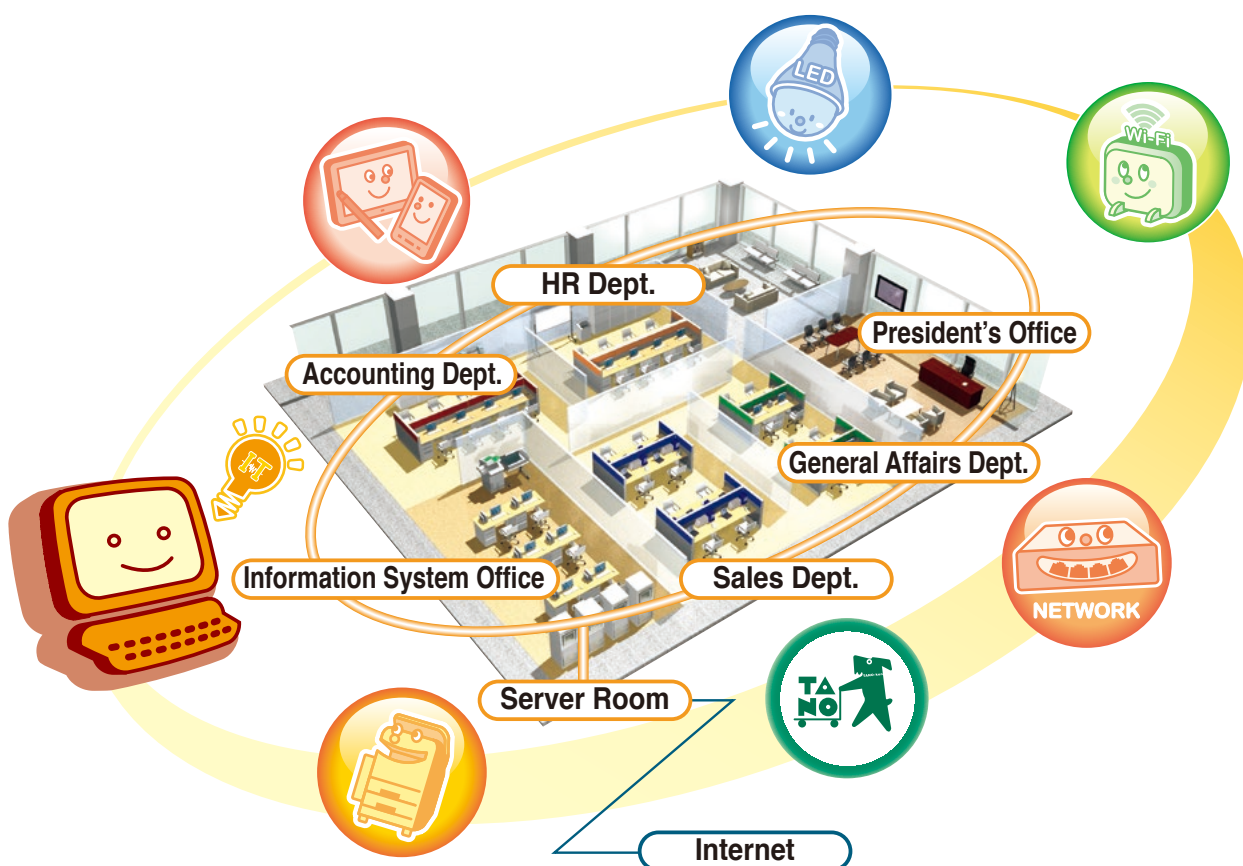 LED
Wi-Fi
HR Dept.
President's Office
Accounting Dept.
General Affairs Dept.
Information System Office
Sales Dept.
NETWORK
Server Room
TA
NO
Internet